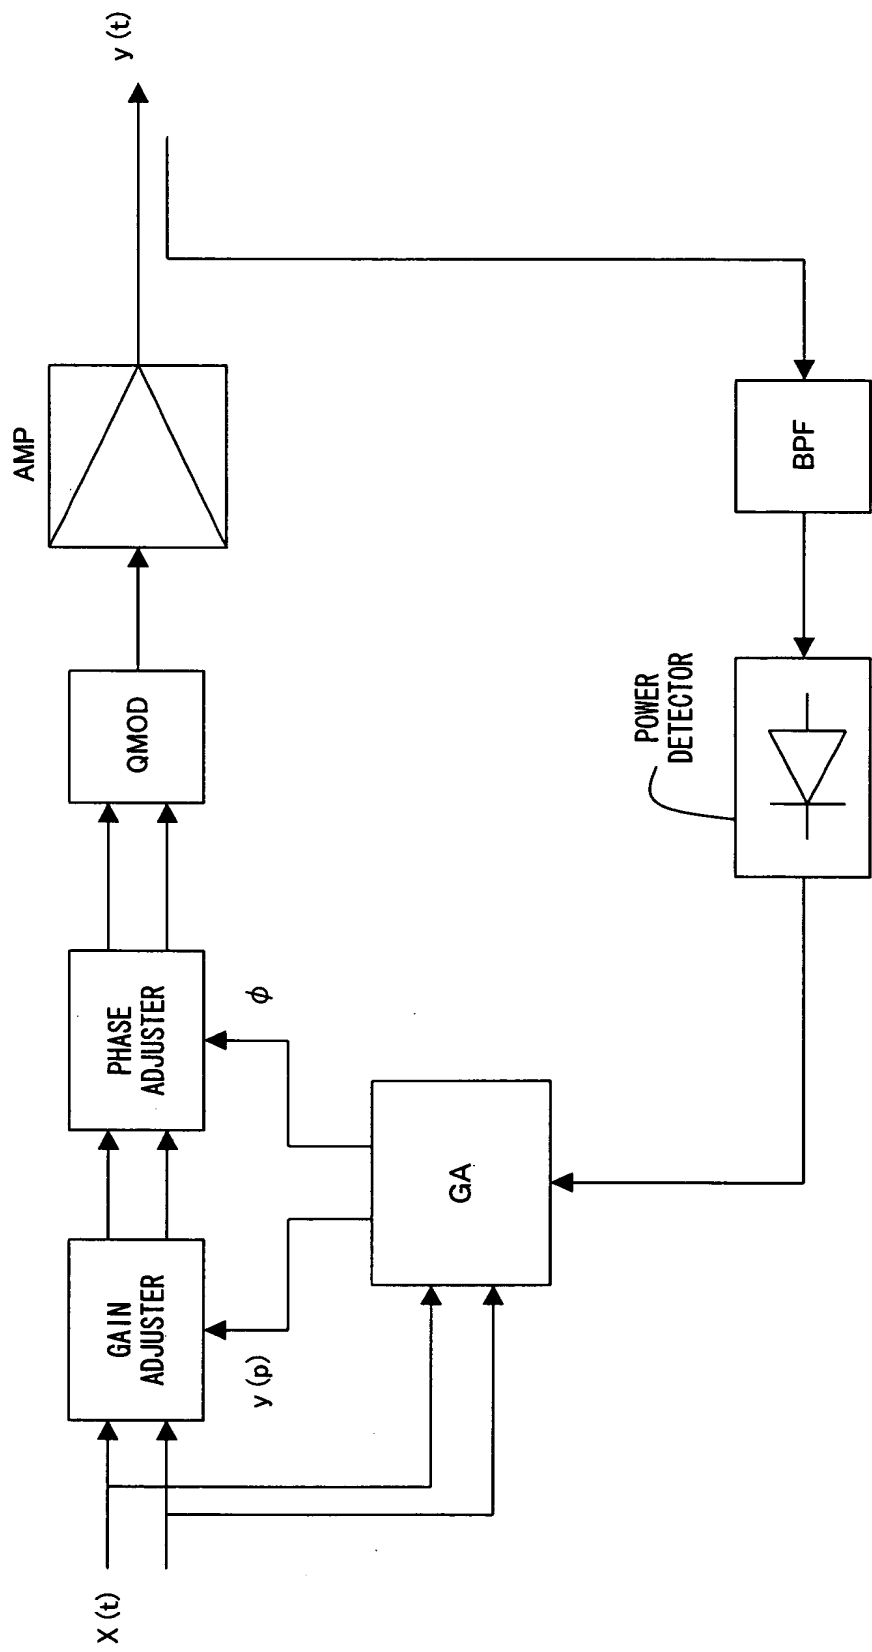 X (t)
GAIN
ADJUSTER
PHASE
ADJUSTER
QMOD
AMP
y (t)
y (p)
ϕ
GA
POWER
DETECTOR
BPF